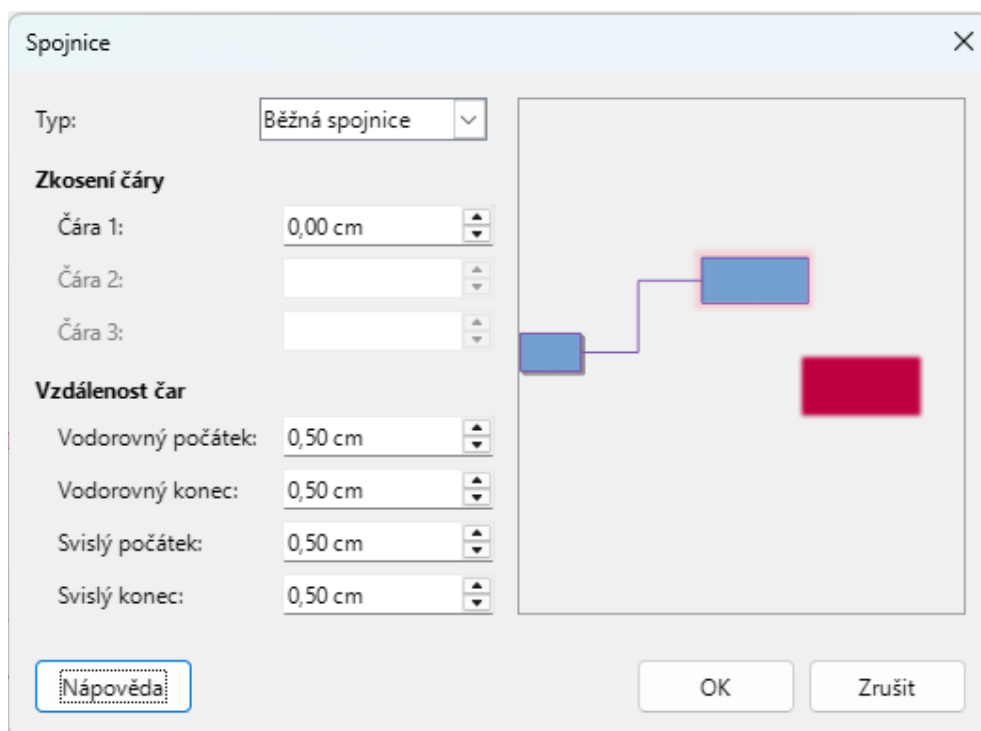 Spojnice
Typ:
Běžná spojnice
Zkosení čáry
Čára 1:
0,00 cm
Čára 2:
Čára 3:
Vzdálenost čar
Vodorovný počátek:
0,50 cm
Vodorovný konec:
0,50 cm
Svislý počátek:
0,50 cm
Svislý konec:
0,50 cm
Nápověda
OK
Zrušit